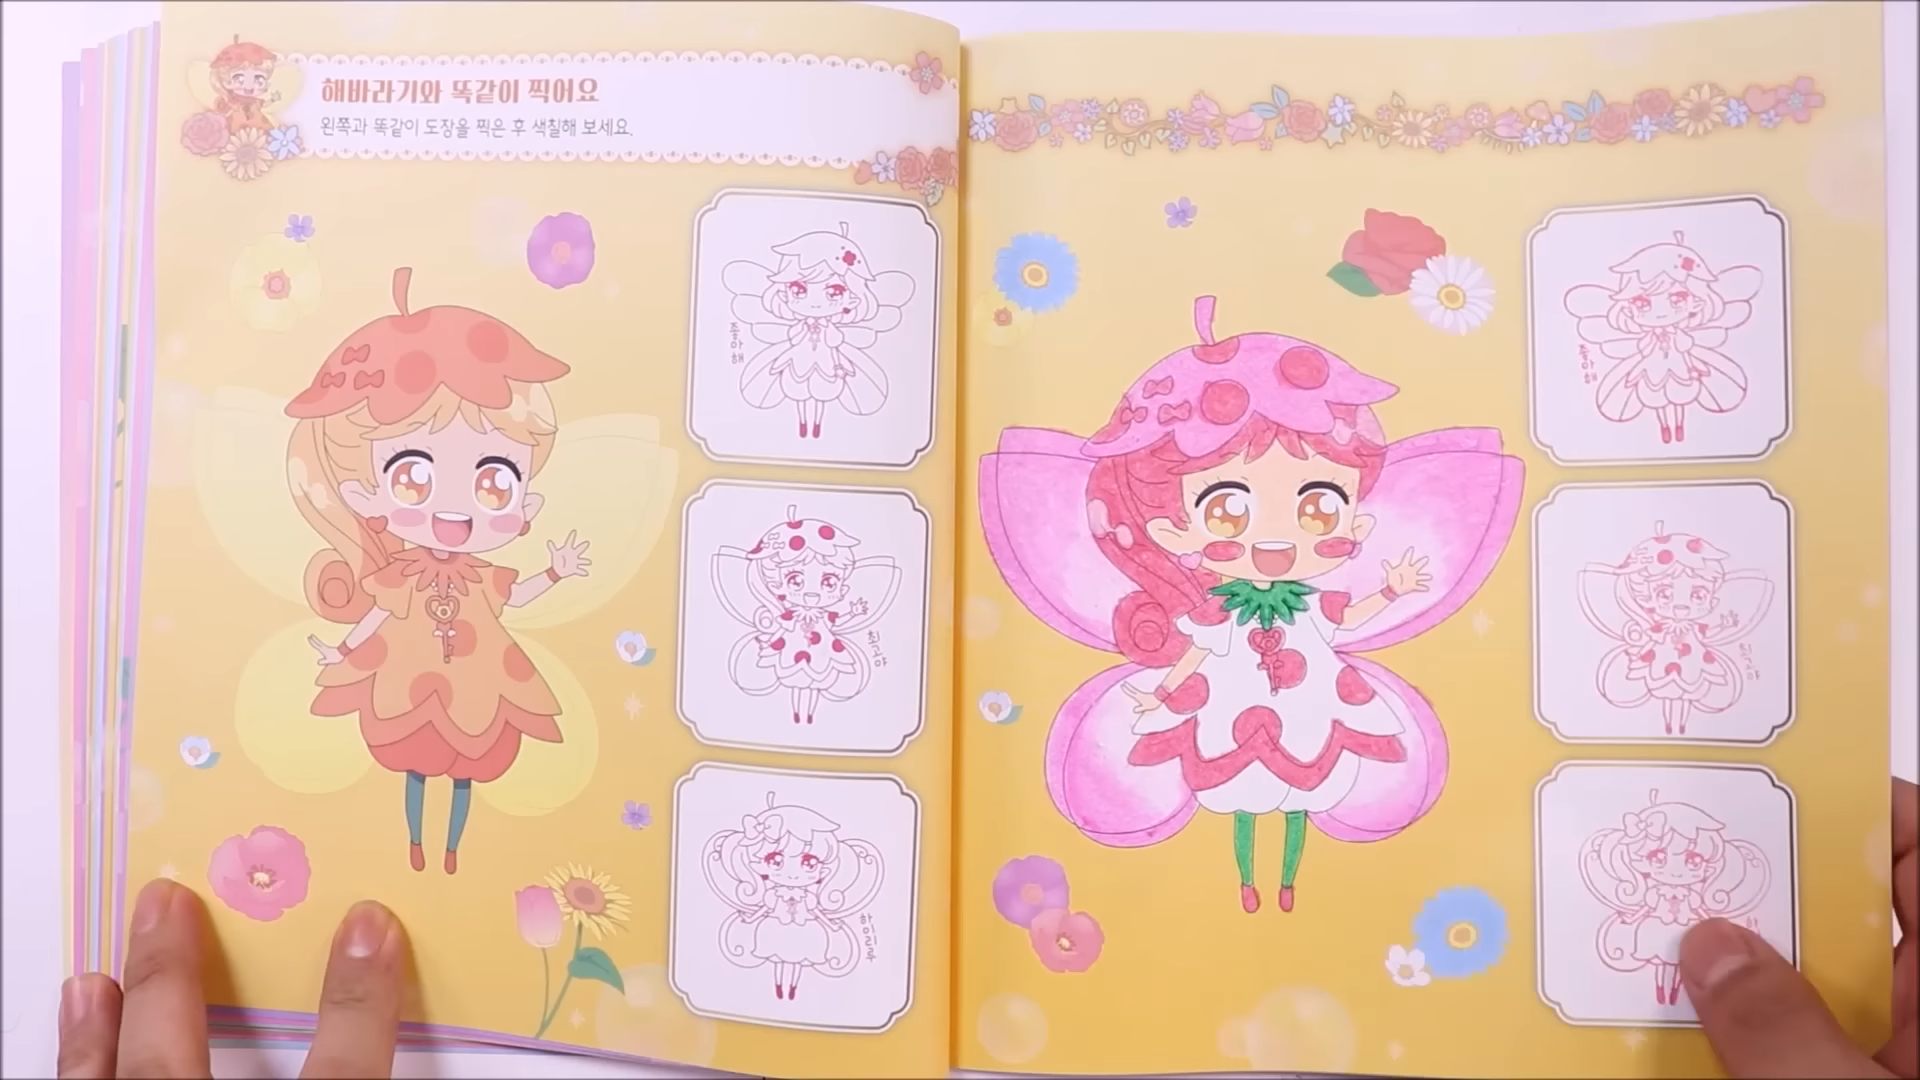 해바라기와 똑같이 찍어요
왼쪽과 똑같이 도장을 찍은 후 색칠해 보세요.
좋아해
최고야
하이리루
좋아해
최고야